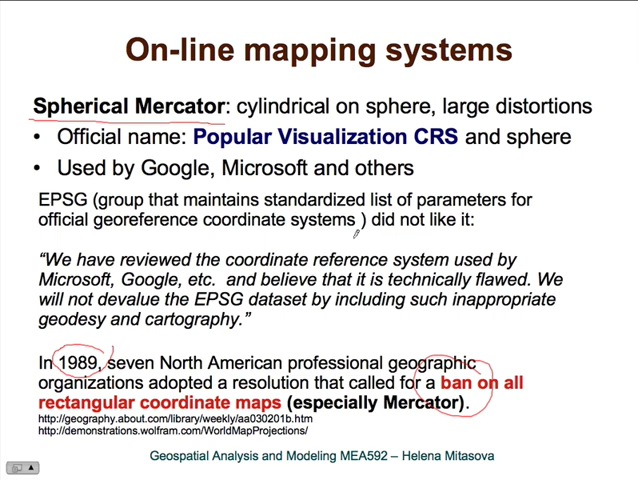 On-line mapping systems
Spherical Mercator: cylindrical on sphere, large distortions
• Official name: Popular Visualization CRS and sphere
• Used by Google, Microsoft and others
EPSG (group that maintains standardized list of parameters for
official georeference coordinate systems ) did not like it:
“We have reviewed the coordinate reference system used by
Microsoft, Google, etc. and believe that it is technically flawed. We
will not devalue the EPSG dataset by including such inappropriate
geodesy and cartography.”
In 1989, seven North American professional geographic
organizations adopted a resolution that called for a ban on all
rectangular coordinate maps (especially Mercator).
http://geography.about.com/library/weekly/aa030201b.htm
http://demonstrations.wolfram.com/WorldMapProjections/
Geospatial Analysis and Modeling MEA592 – Helena Mitasova